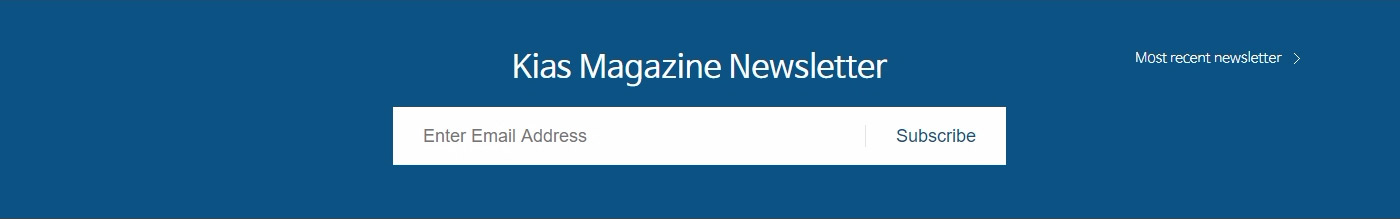 Kias Magazine Newsletter
Most recent newsletter
Enter Email Address
Subscribe